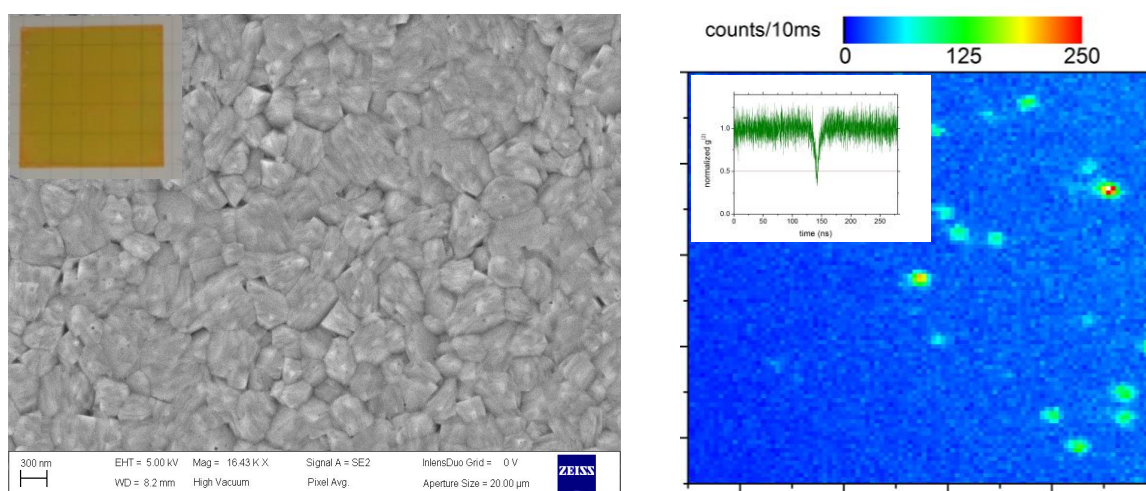 300 nm
EHT = 5.00 kV Mag = 16.43 K X Signal A = SE2 InlensDuo Grid = 0 V
WD = 8.2 mm High Vacuum Pixel Avg. Aperture Size = 20.00 µm
ZEISS
counts/10ms
0 125 250
normalized g⁽²⁾
1.0
0.5
0.0
0 50 100 150 200 250
time (ns)